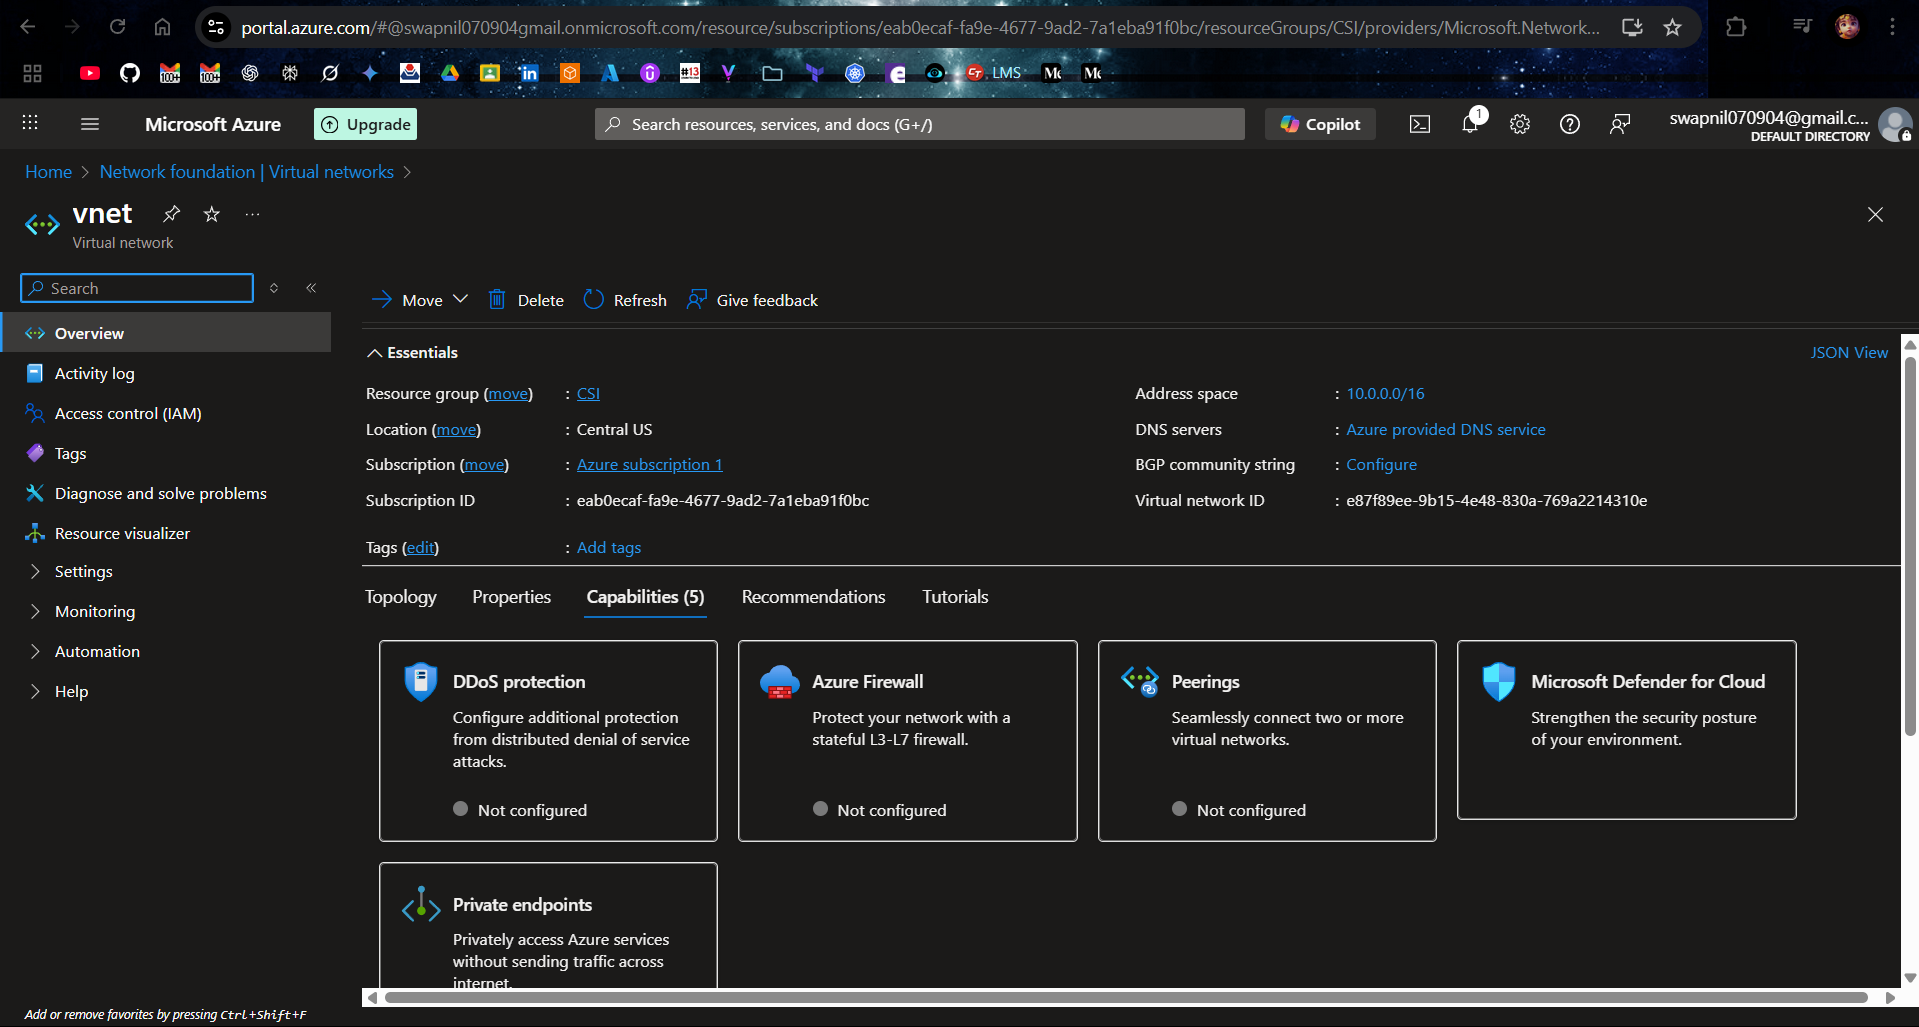 portal.azure.com/#@swapnil070904gmail.onmicrosoft.com/resource/subscriptions/eab0ecaf-fa9e-4677-9ad2-7a1eba91f0bc/resourceGroups/CSI/providers/Microsoft.Network...
100+
100+
#13
CT LMS
Microsoft Azure
Upgrade
Search resources, services, and docs (G+/)
Copilot
1
swapnil070904@gmail.c...
DEFAULT DIRECTORY
Home > Network foundation | Virtual networks >
vnet
Virtual network
Search
Overview
Activity log
Access control (IAM)
Tags
Diagnose and solve problems
Resource visualizer
Settings
Monitoring
Automation
Help
Add or remove favorites by pressing Ctrl+Shift+F
Move
Delete
Refresh
Give feedback
Essentials
JSON View
Resource group (move) : CSI
Location (move) : Central US
Subscription (move) : Azure subscription 1
Subscription ID : eab0ecaf-fa9e-4677-9ad2-7a1eba91f0bc
Address space : 10.0.0.0/16
DNS servers : Azure provided DNS service
BGP community string : Configure
Virtual network ID : e87f89ee-9b15-4e48-830a-769a2214310e
Tags (edit) : Add tags
Topology
Properties
Capabilities (5)
Recommendations
Tutorials
DDoS protection
Configure additional protection
from distributed denial of service
attacks.
Not configured
Azure Firewall
Protect your network with a
stateful L3-L7 firewall.
Not configured
Peerings
Seamlessly connect two or more
virtual networks.
Not configured
Microsoft Defender for Cloud
Strengthen the security posture
of your environment.
Private endpoints
Privately access Azure services
without sending traffic across
internet.